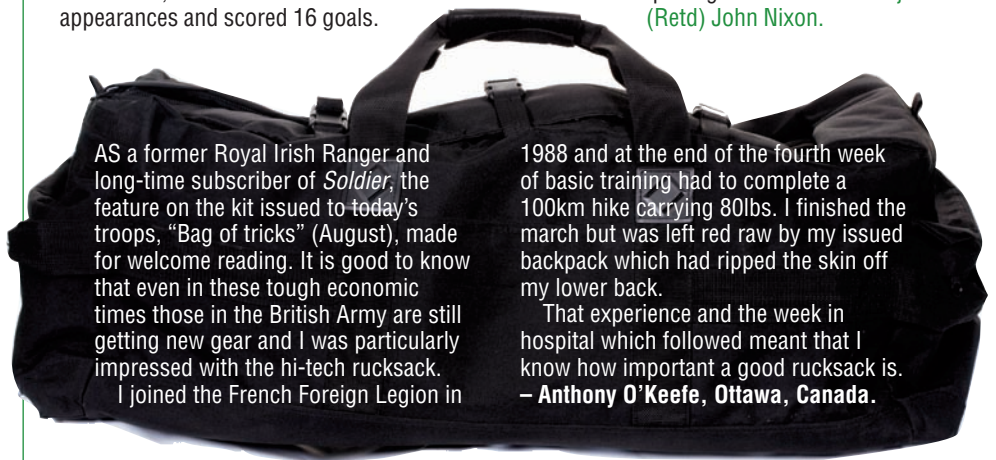 appearances and scored 16 goals.
(Retd) John Nixon.
AS a former Royal Irish Ranger and
long-time subscriber of Soldier, the
feature on the kit issued to today’s
troops, “Bag of tricks” (August), made
for welcome reading. It is good to know
that even in these tough economic
times those in the British Army are still
getting new gear and I was particularly
impressed with the hi-tech rucksack.
I joined the French Foreign Legion in
1988 and at the end of the fourth week
of basic training had to complete a
100km hike carrying 80lbs. I finished the
march but was left red raw by my issued
backpack which had ripped the skin off
my lower back.
That experience and the week in
hospital which followed meant that I
know how important a good rucksack is.
– Anthony O’Keefe, Ottawa, Canada.